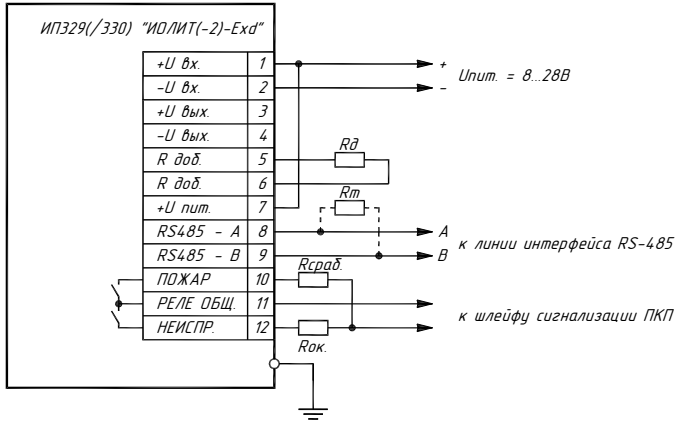 ИП329(/330) "ИОЛИТ(-2)-Exd"
+U вх. 1
-U вх. 2
+U вых. 3
-U вых. 4
R доб. 5
R доб. 6
+U пит. 7
RS485 - А 8
RS485 - В 9
ПОЖАР 10
РЕЛЕ ОБЩ. 11
НЕИСПР. 12
+
Uпит. = 8...28В
-
Rд
Rт
А
к линии интерфейса RS-485
В
Rсраб.
к шлейфу сигнализации ПКП
Rок.